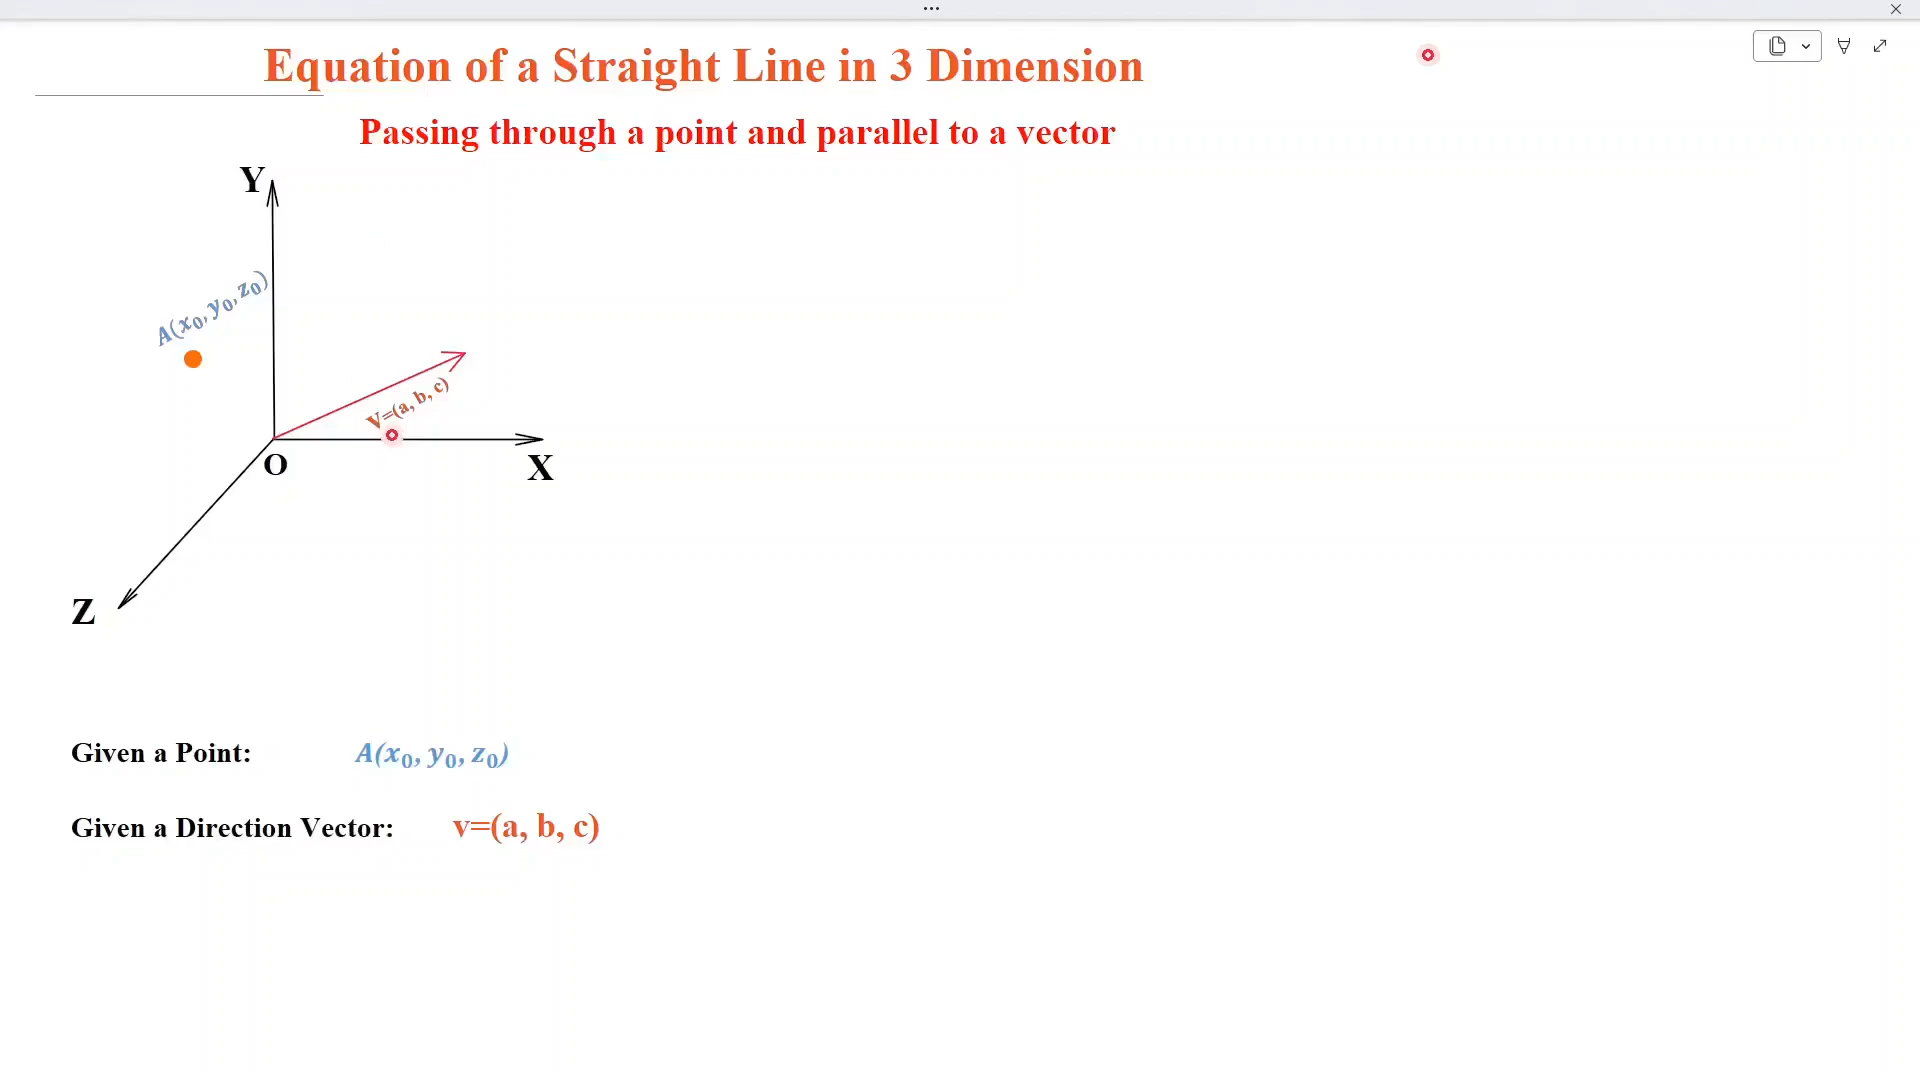 Equation of a Straight Line in 3 Dimension
Passing through a point and parallel to a vector
Y
A(x₀, y₀, z₀)
V=(a, b, c)
O
X
Z
Given a Point: A(x₀, y₀, z₀)
Given a Direction Vector: v=(a, b, c)